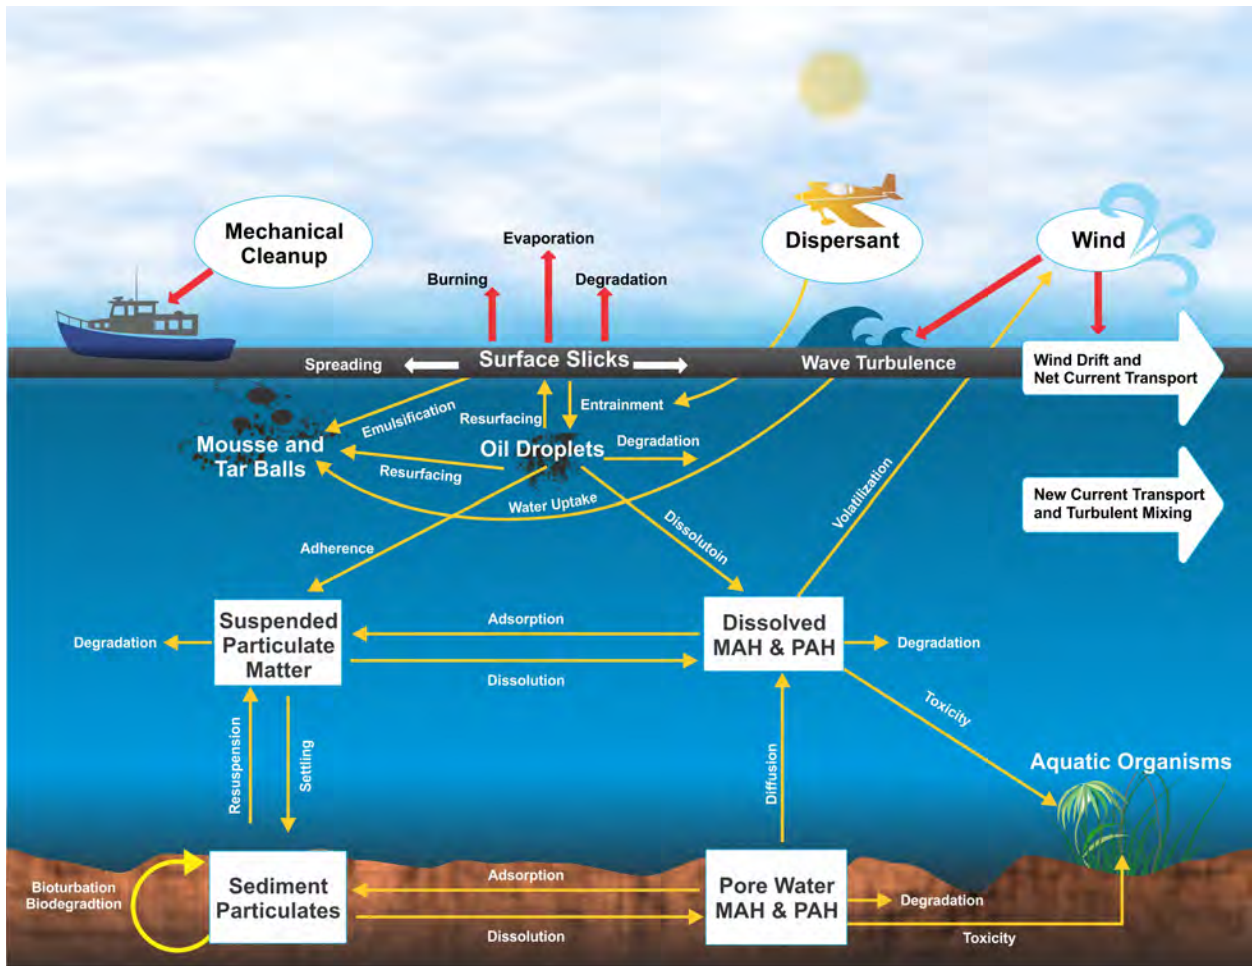 Mechanical
Cleanup
Evaporation
Burning
Degradation
Dispersant
Wind
Spreading
Surface Slicks
Wave Turbulence
Wind Drift and
Net Current Transport
Emulsification
Resurfacing
Entrainment
Mousse and
Tar Balls
Oil Droplets
Degradation
Resurfacing
Water Uptake
Volatilization
New Current Transport
and Turbulent Mixing
Adherence
Dissolutoin
Suspended
Particulate
Matter
Adsorption
Dissolved
MAH & PAH
Degradation
Degradation
Dissolution
Toxicity
Resuspension
Settling
Diffusion
Aquatic Organisms
Bioturbation
Biodegradtion
Sediment
Particulates
Adsorption
Pore Water
MAH & PAH
Degradation
Dissolution
Toxicity